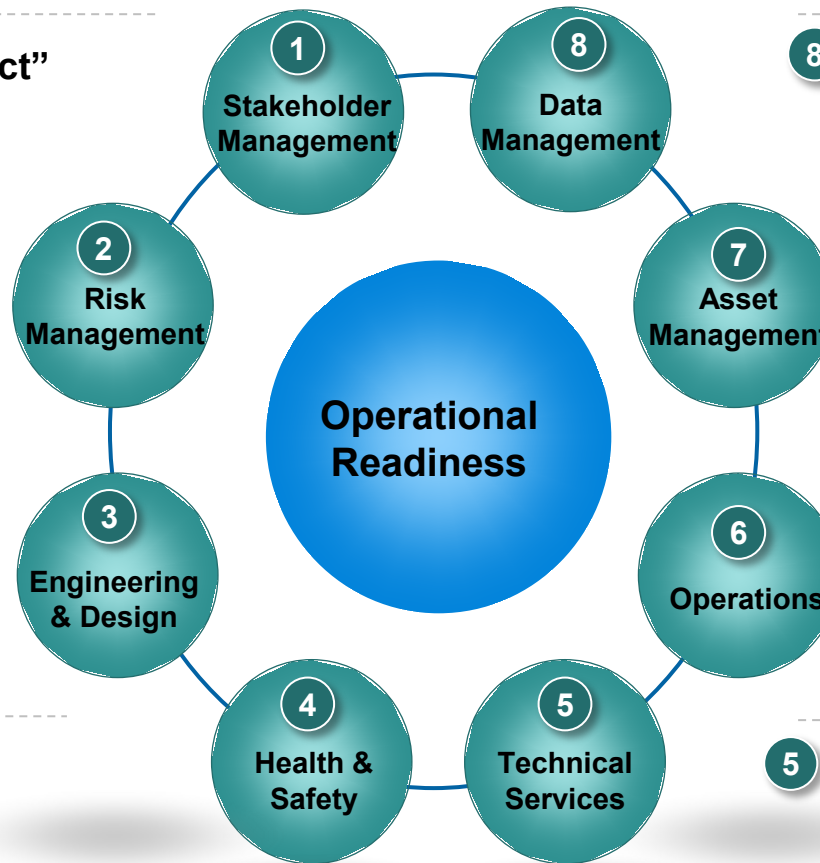 ct”
1
Stakeholder
Management
8
Data
Management
8
2
Risk
Management
7
Asset
Management
Operational
Readiness
3
Engineering
& Design
6
Operations
4
Health &
Safety
5
Technical
Services
5